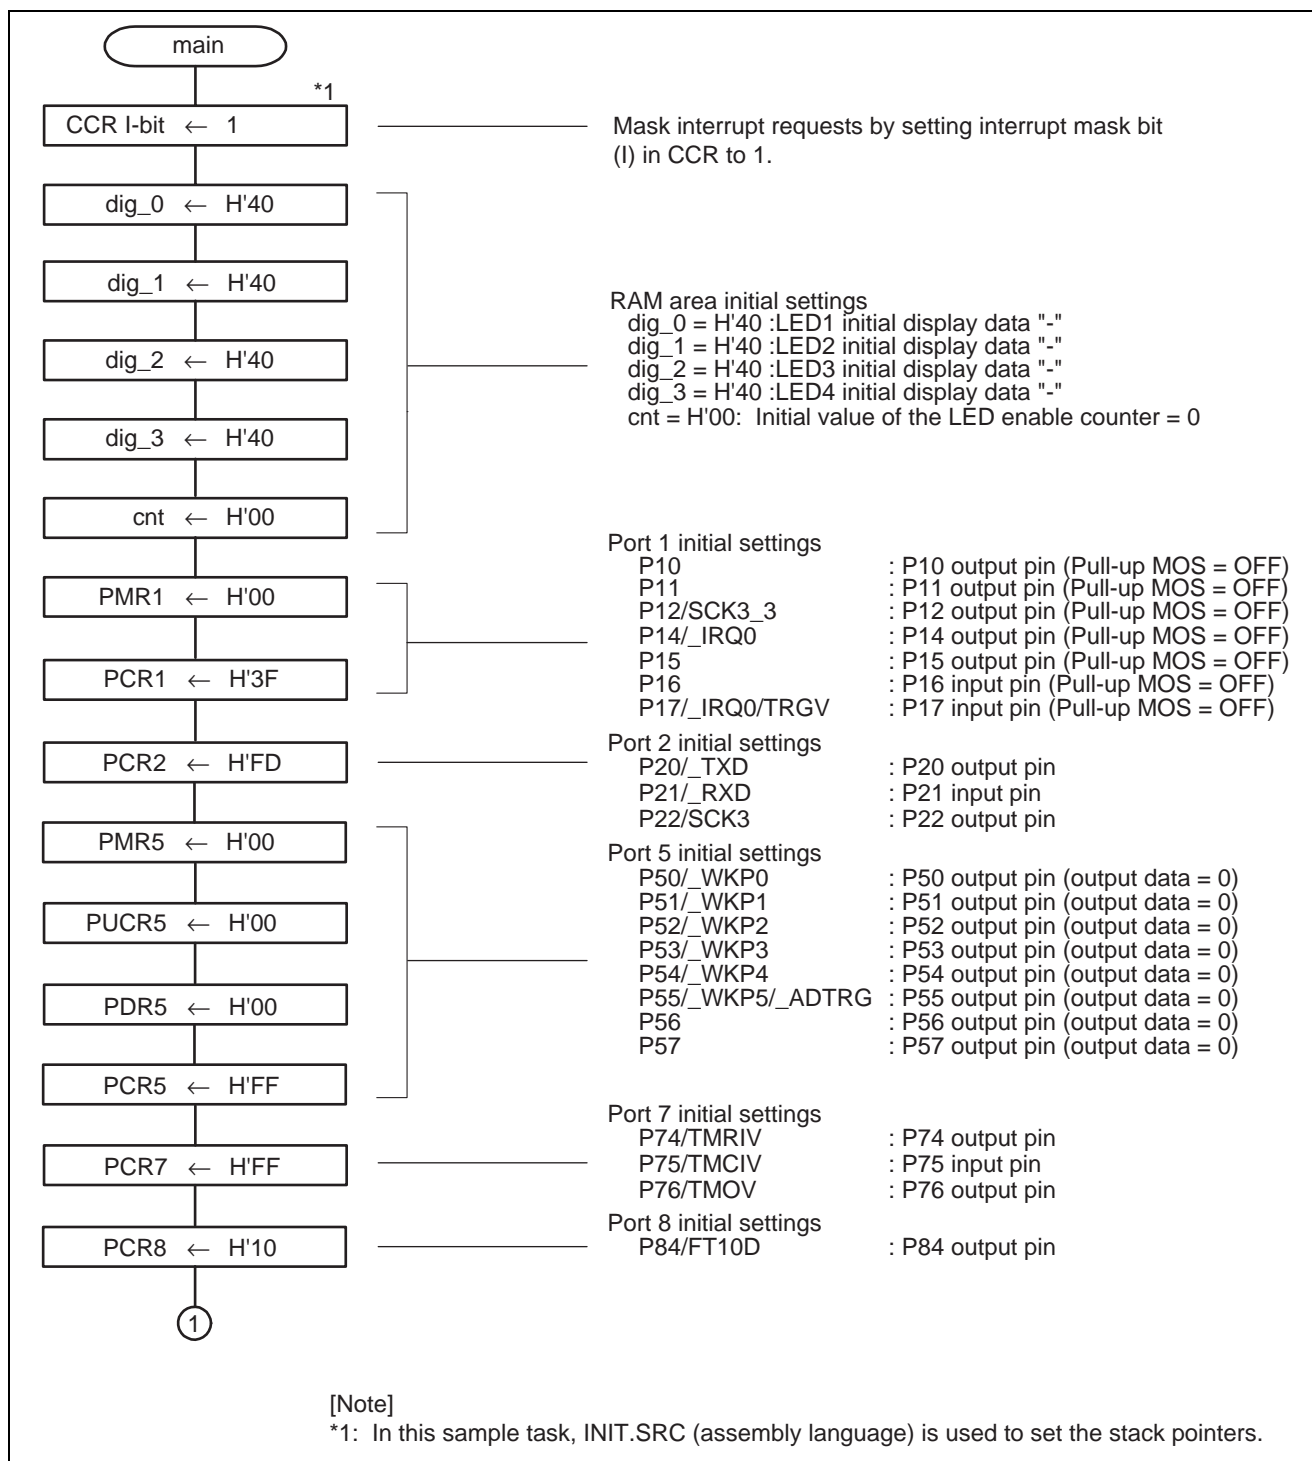 main
*1
CCR I-bit ← 1
Mask interrupt requests by setting interrupt mask bit
(I) in CCR to 1.
dig_0 ← H'40
dig_1 ← H'40
dig_2 ← H'40
dig_3 ← H'40
cnt ← H'00
RAM area initial settings
dig_0 = H'40 :LED1 initial display data "-"
dig_1 = H'40 :LED2 initial display data "-"
dig_2 = H'40 :LED3 initial display data "-"
dig_3 = H'40 :LED4 initial display data "-"
cnt = H'00: Initial value of the LED enable counter = 0
PMR1 ← H'00
PCR1 ← H'3F
Port 1 initial settings
P10 : P10 output pin (Pull-up MOS = OFF)
P11 : P11 output pin (Pull-up MOS = OFF)
P12/SCK3_3 : P12 output pin (Pull-up MOS = OFF)
P14/_IRQ0 : P14 output pin (Pull-up MOS = OFF)
P15 : P15 output pin (Pull-up MOS = OFF)
P16 : P16 input pin (Pull-up MOS = OFF)
P17/_IRQ0/TRGV : P17 input pin (Pull-up MOS = OFF)
PCR2 ← H'FD
Port 2 initial settings
P20/_TXD : P20 output pin
P21/_RXD : P21 input pin
P22/SCK3 : P22 output pin
PMR5 ← H'00
PUCR5 ← H'00
PDR5 ← H'00
PCR5 ← H'FF
Port 5 initial settings
P50/_WKP0 : P50 output pin (output data = 0)
P51/_WKP1 : P51 output pin (output data = 0)
P52/_WKP2 : P52 output pin (output data = 0)
P53/_WKP3 : P53 output pin (output data = 0)
P54/_WKP4 : P54 output pin (output data = 0)
P55/_WKP5/_ADTRG : P55 output pin (output data = 0)
P56 : P56 output pin (output data = 0)
P57 : P57 output pin (output data = 0)
PCR7 ← H'FF
Port 7 initial settings
P74/TMRIV : P74 output pin
P75/TMCIV : P75 input pin
P76/TMOV : P76 output pin
PCR8 ← H'10
Port 8 initial settings
P84/FT10D : P84 output pin
1
[Note]
*1: In this sample task, INIT.SRC (assembly language) is used to set the stack pointers.